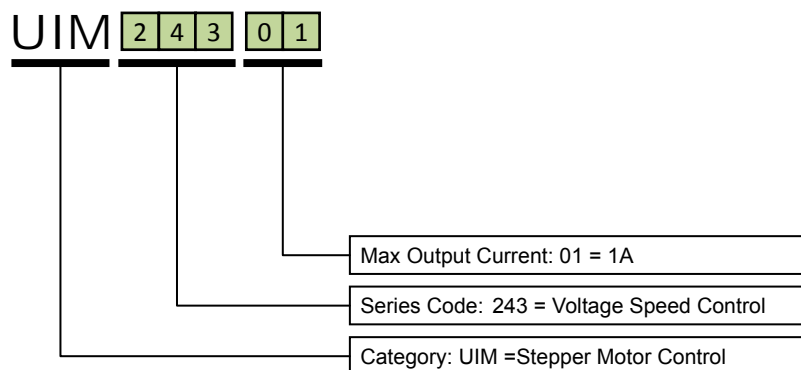 UIM 2 4 3 0 1
Max Output Current: 01 = 1A
Series Code: 243 = Voltage Speed Control
Category: UIM =Stepper Motor Control